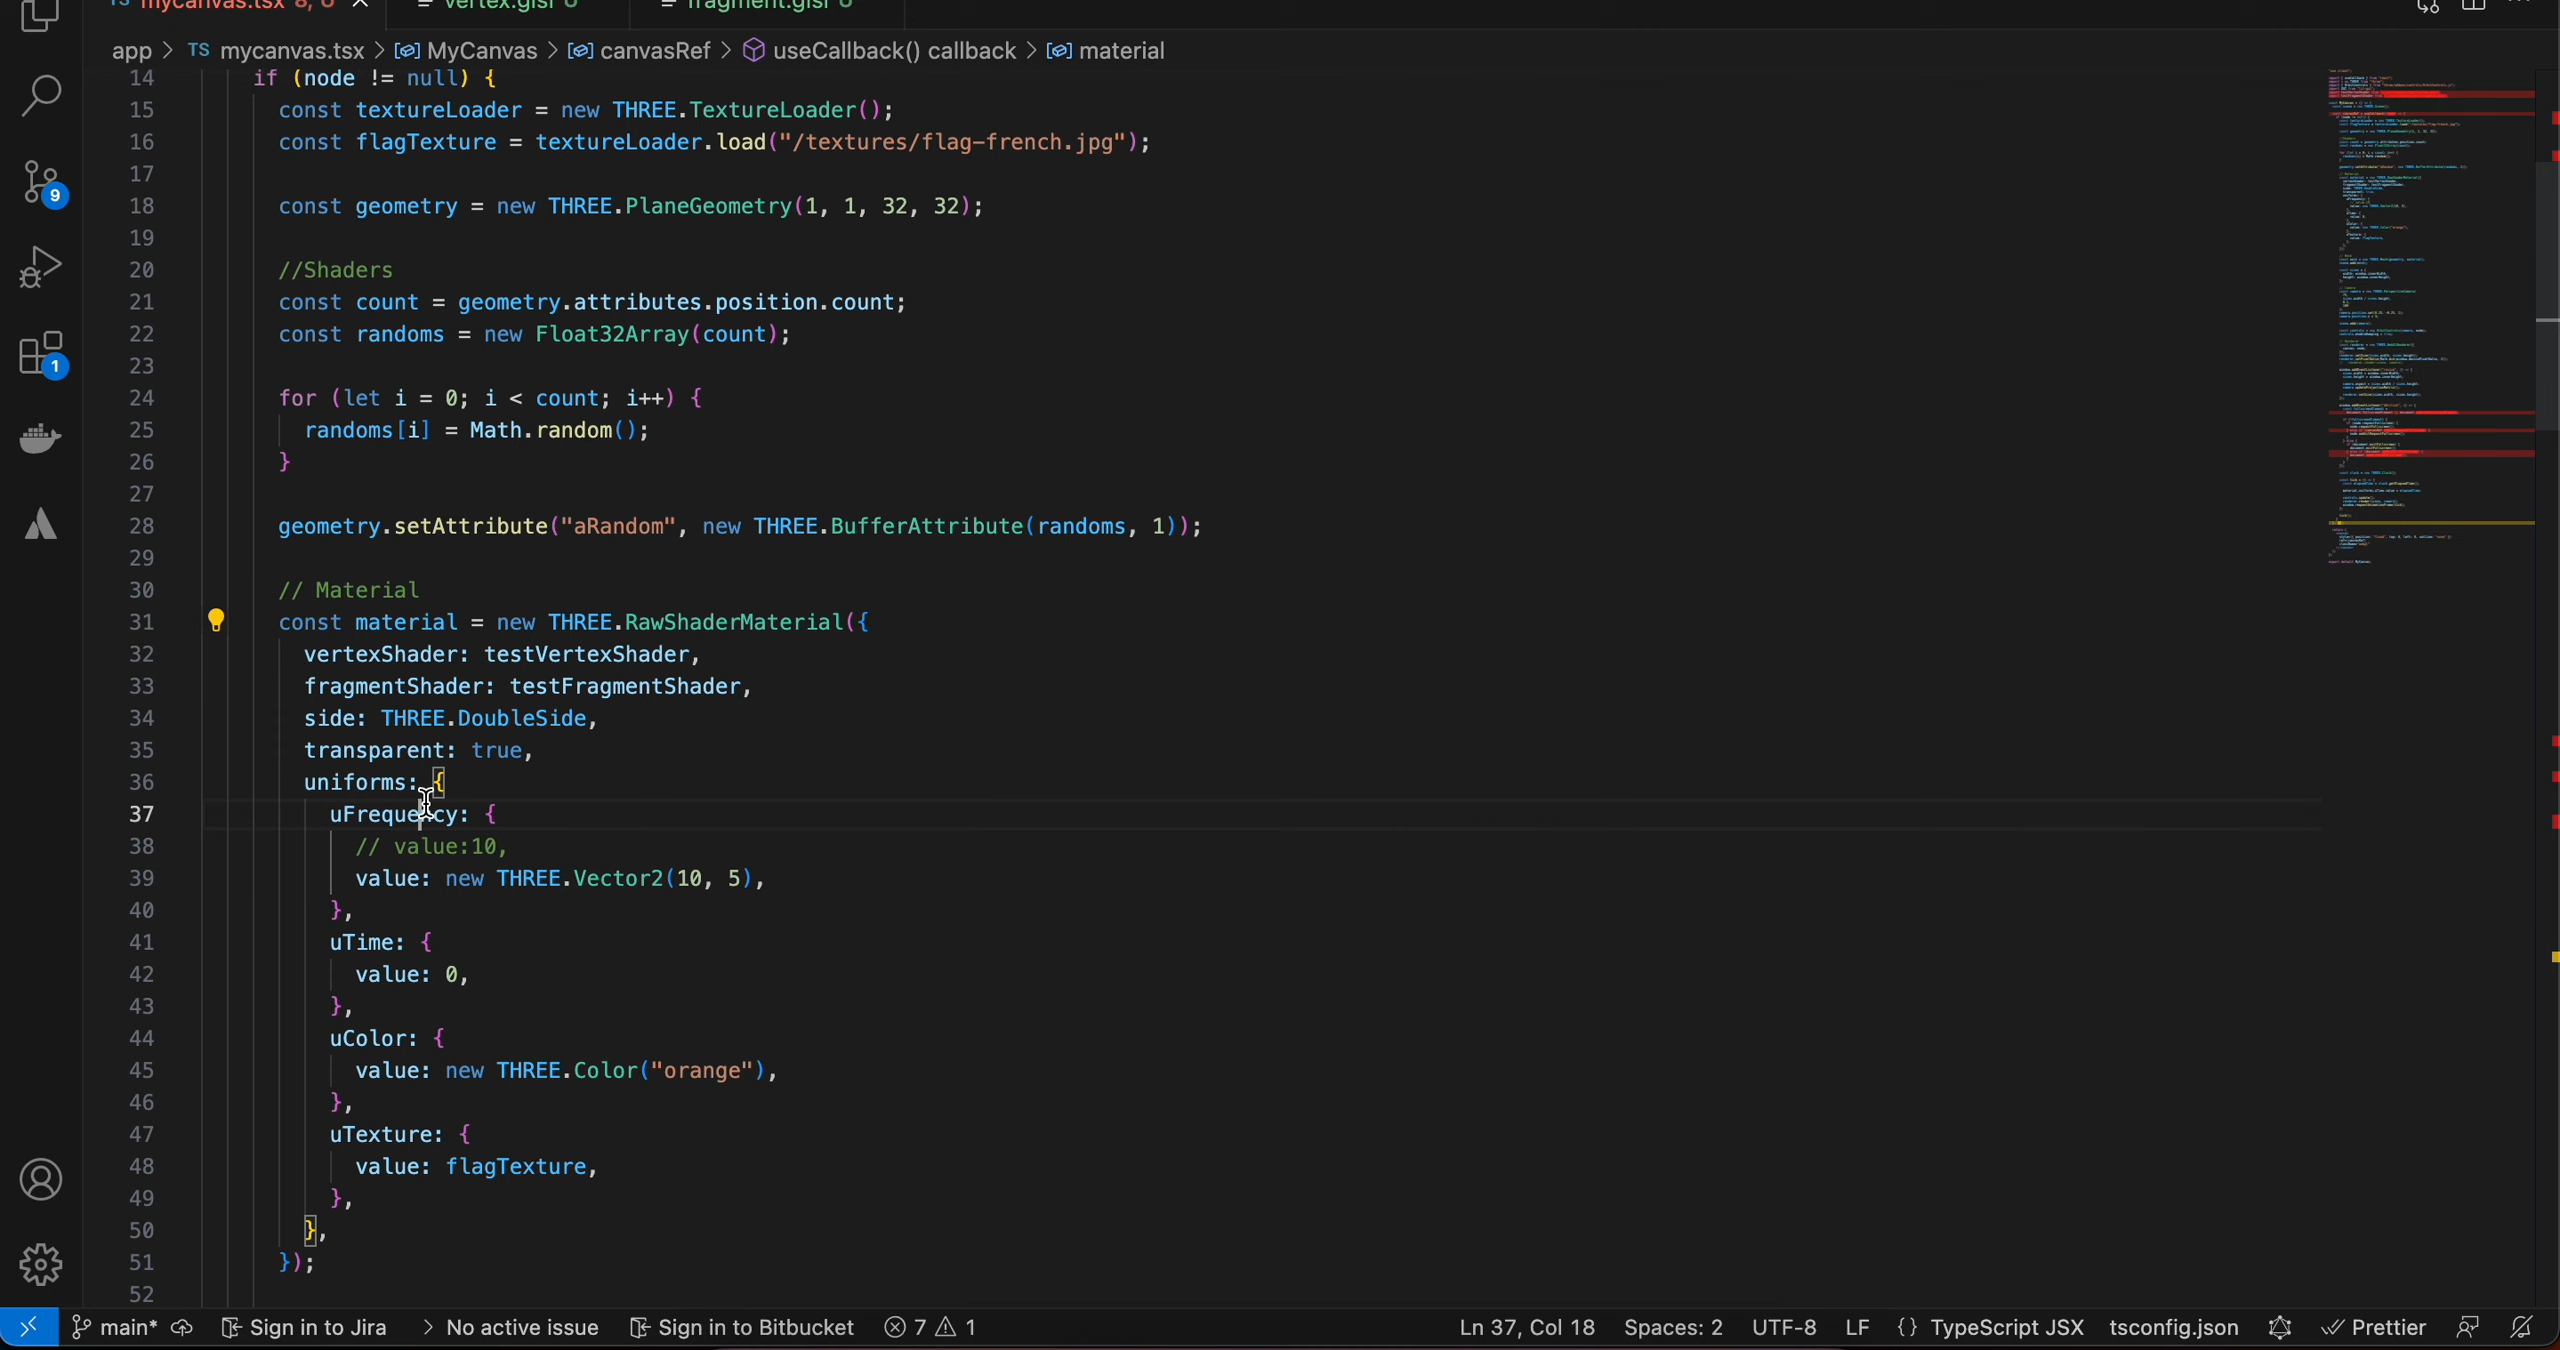 TS mycanvas.tsx 8, U ×
vertex.glsl U
fragment.glsl U
app > TS mycanvas.tsx > MyCanvas > canvasRef > useCallback() callback > material
9
1
14 if (node != null) {
15 const textureLoader = new THREE.TextureLoader();
16 const flagTexture = textureLoader.load("/textures/flag-french.jpg");
17
18 const geometry = new THREE.PlaneGeometry(1, 1, 32, 32);
19
20 //Shaders
21 const count = geometry.attributes.position.count;
22 const randoms = new Float32Array(count);
23
24 for (let i = 0; i < count; i++) {
25 randoms[i] = Math.random();
26 }
27
28 geometry.setAttribute("aRandom", new THREE.BufferAttribute(randoms, 1));
29
30 // Material
31 const material = new THREE.RawShaderMaterial({
32 vertexShader: testVertexShader,
33 fragmentShader: testFragmentShader,
34 side: THREE.DoubleSide,
35 transparent: true,
36 uniforms: {
37 uFrequency: {
38 // value:10,
39 value: new THREE.Vector2(10, 5),
40 },
41 uTime: {
42 value: 0,
43 },
44 uColor: {
45 value: new THREE.Color("orange"),
46 },
47 uTexture: {
48 value: flagTexture,
49 },
50 },
51 });
52
main* Sign in to Jira > No active issue Sign in to Bitbucket 7 1 Ln 37, Col 18 Spaces: 2 UTF-8 LF {} TypeScript JSX tsconfig.json Prettier